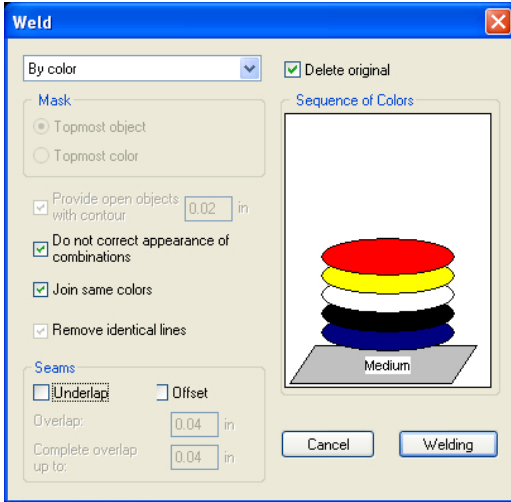 Weld
By color
Delete original
Mask
Topmost object
Topmost color
Provide open objects
with contour
0.02 in
Do not correct appearance of
combinations
Join same colors
Remove identical lines
Seams
Underlap
Offset
Overlap:
0.04 in
Complete overlap
up to:
0.04 in
Sequence of Colors
Medium
Cancel
Welding